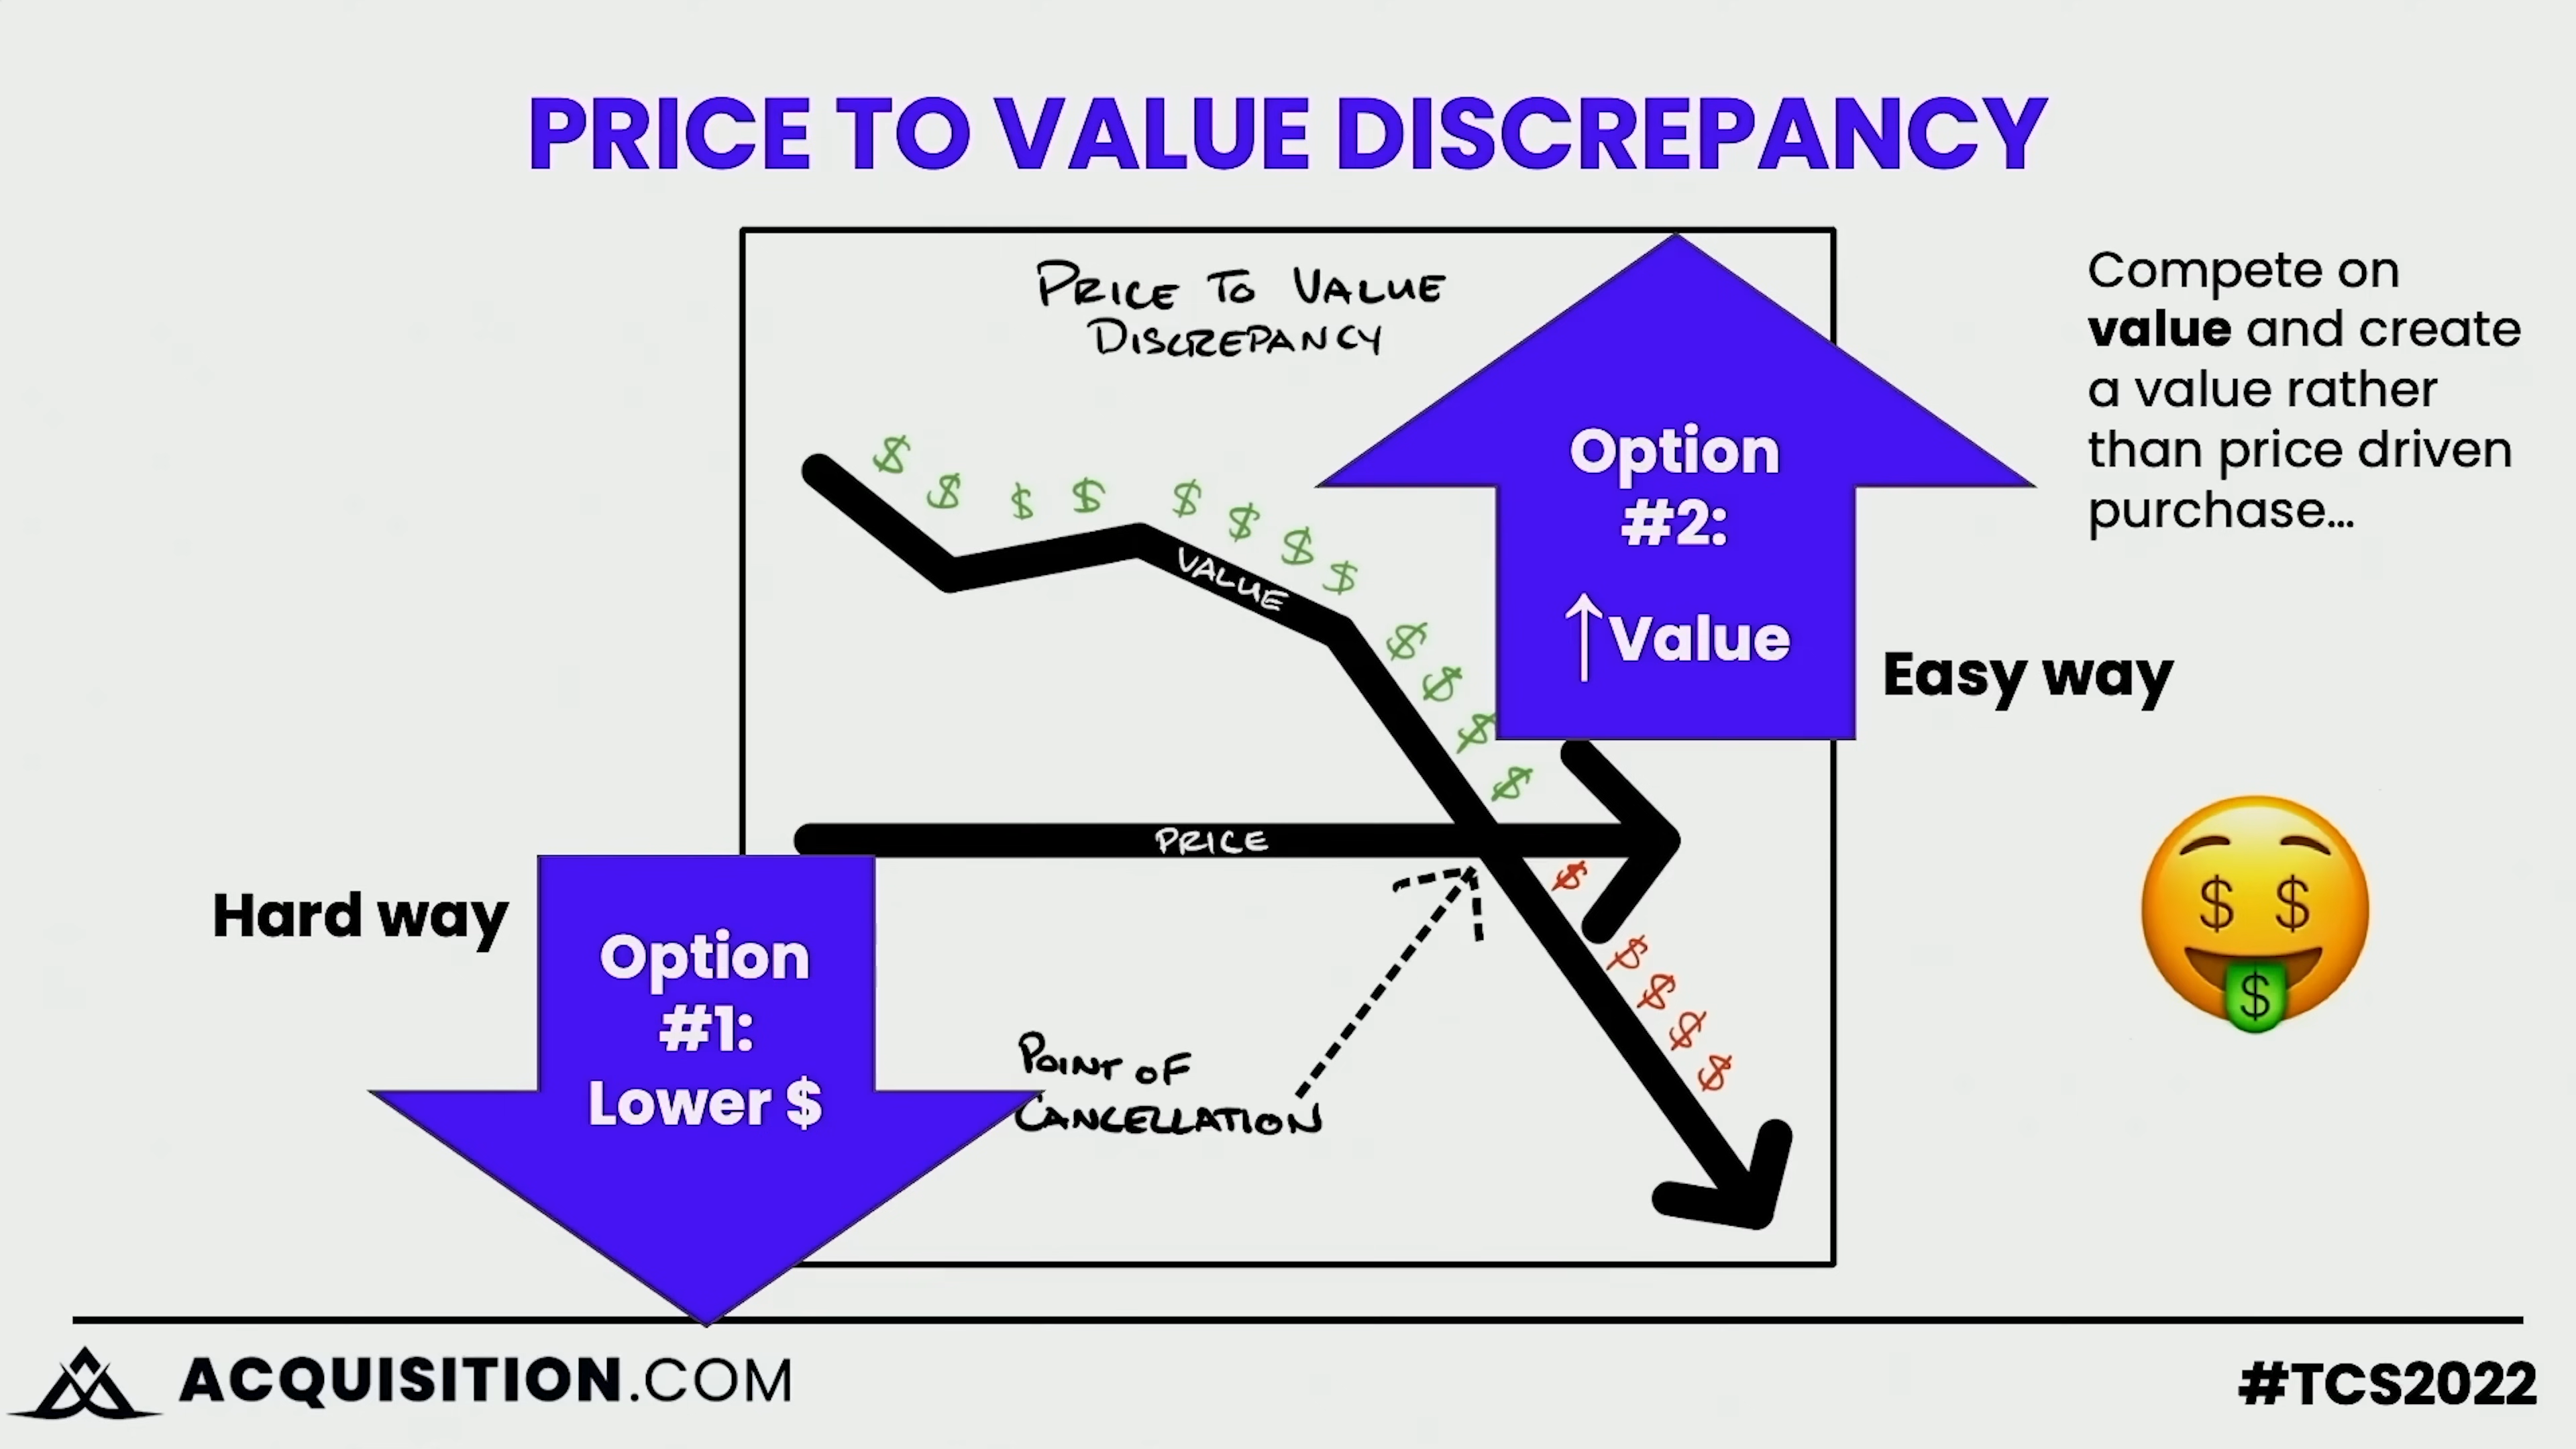 PRICE TO VALUE DISCREPANCY
PRICE TO VALUE
DISCREPANCY
Compete on
value and create
a value rather
than price driven
purchase...
$ $ $ $ $ $ $ $
VALUE
$ $ $ $
Option
#2:
↑Value
Easy way
PRICE
Hard way
Option
#1:
Lower $
$ $ $ $ $
POINT OF
CANCELLATION
$ $
$
ACQUISITION.COM
#TCS2022